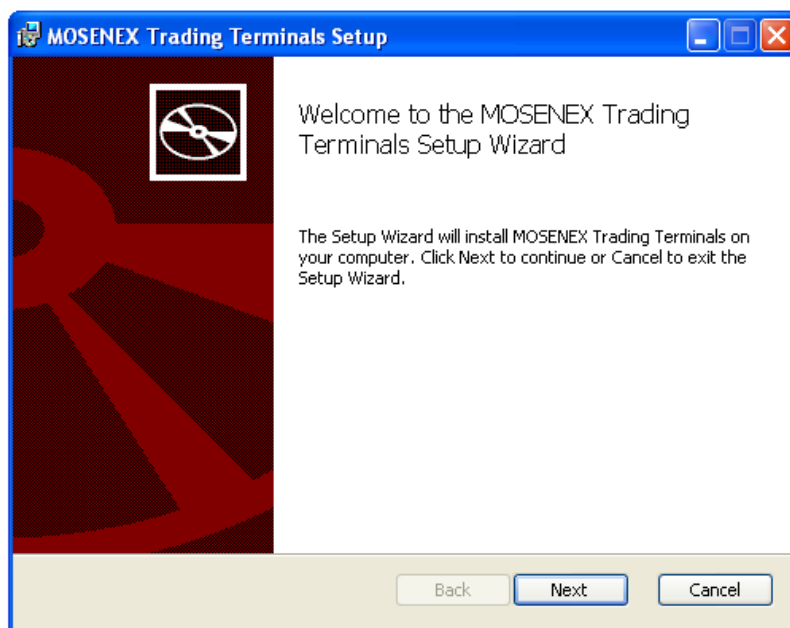 MOSENEX Trading Terminals Setup
Welcome to the MOSENEX Trading
Terminals Setup Wizard
The Setup Wizard will install MOSENEX Trading Terminals on
your computer. Click Next to continue or Cancel to exit the
Setup Wizard.
Back Next Cancel